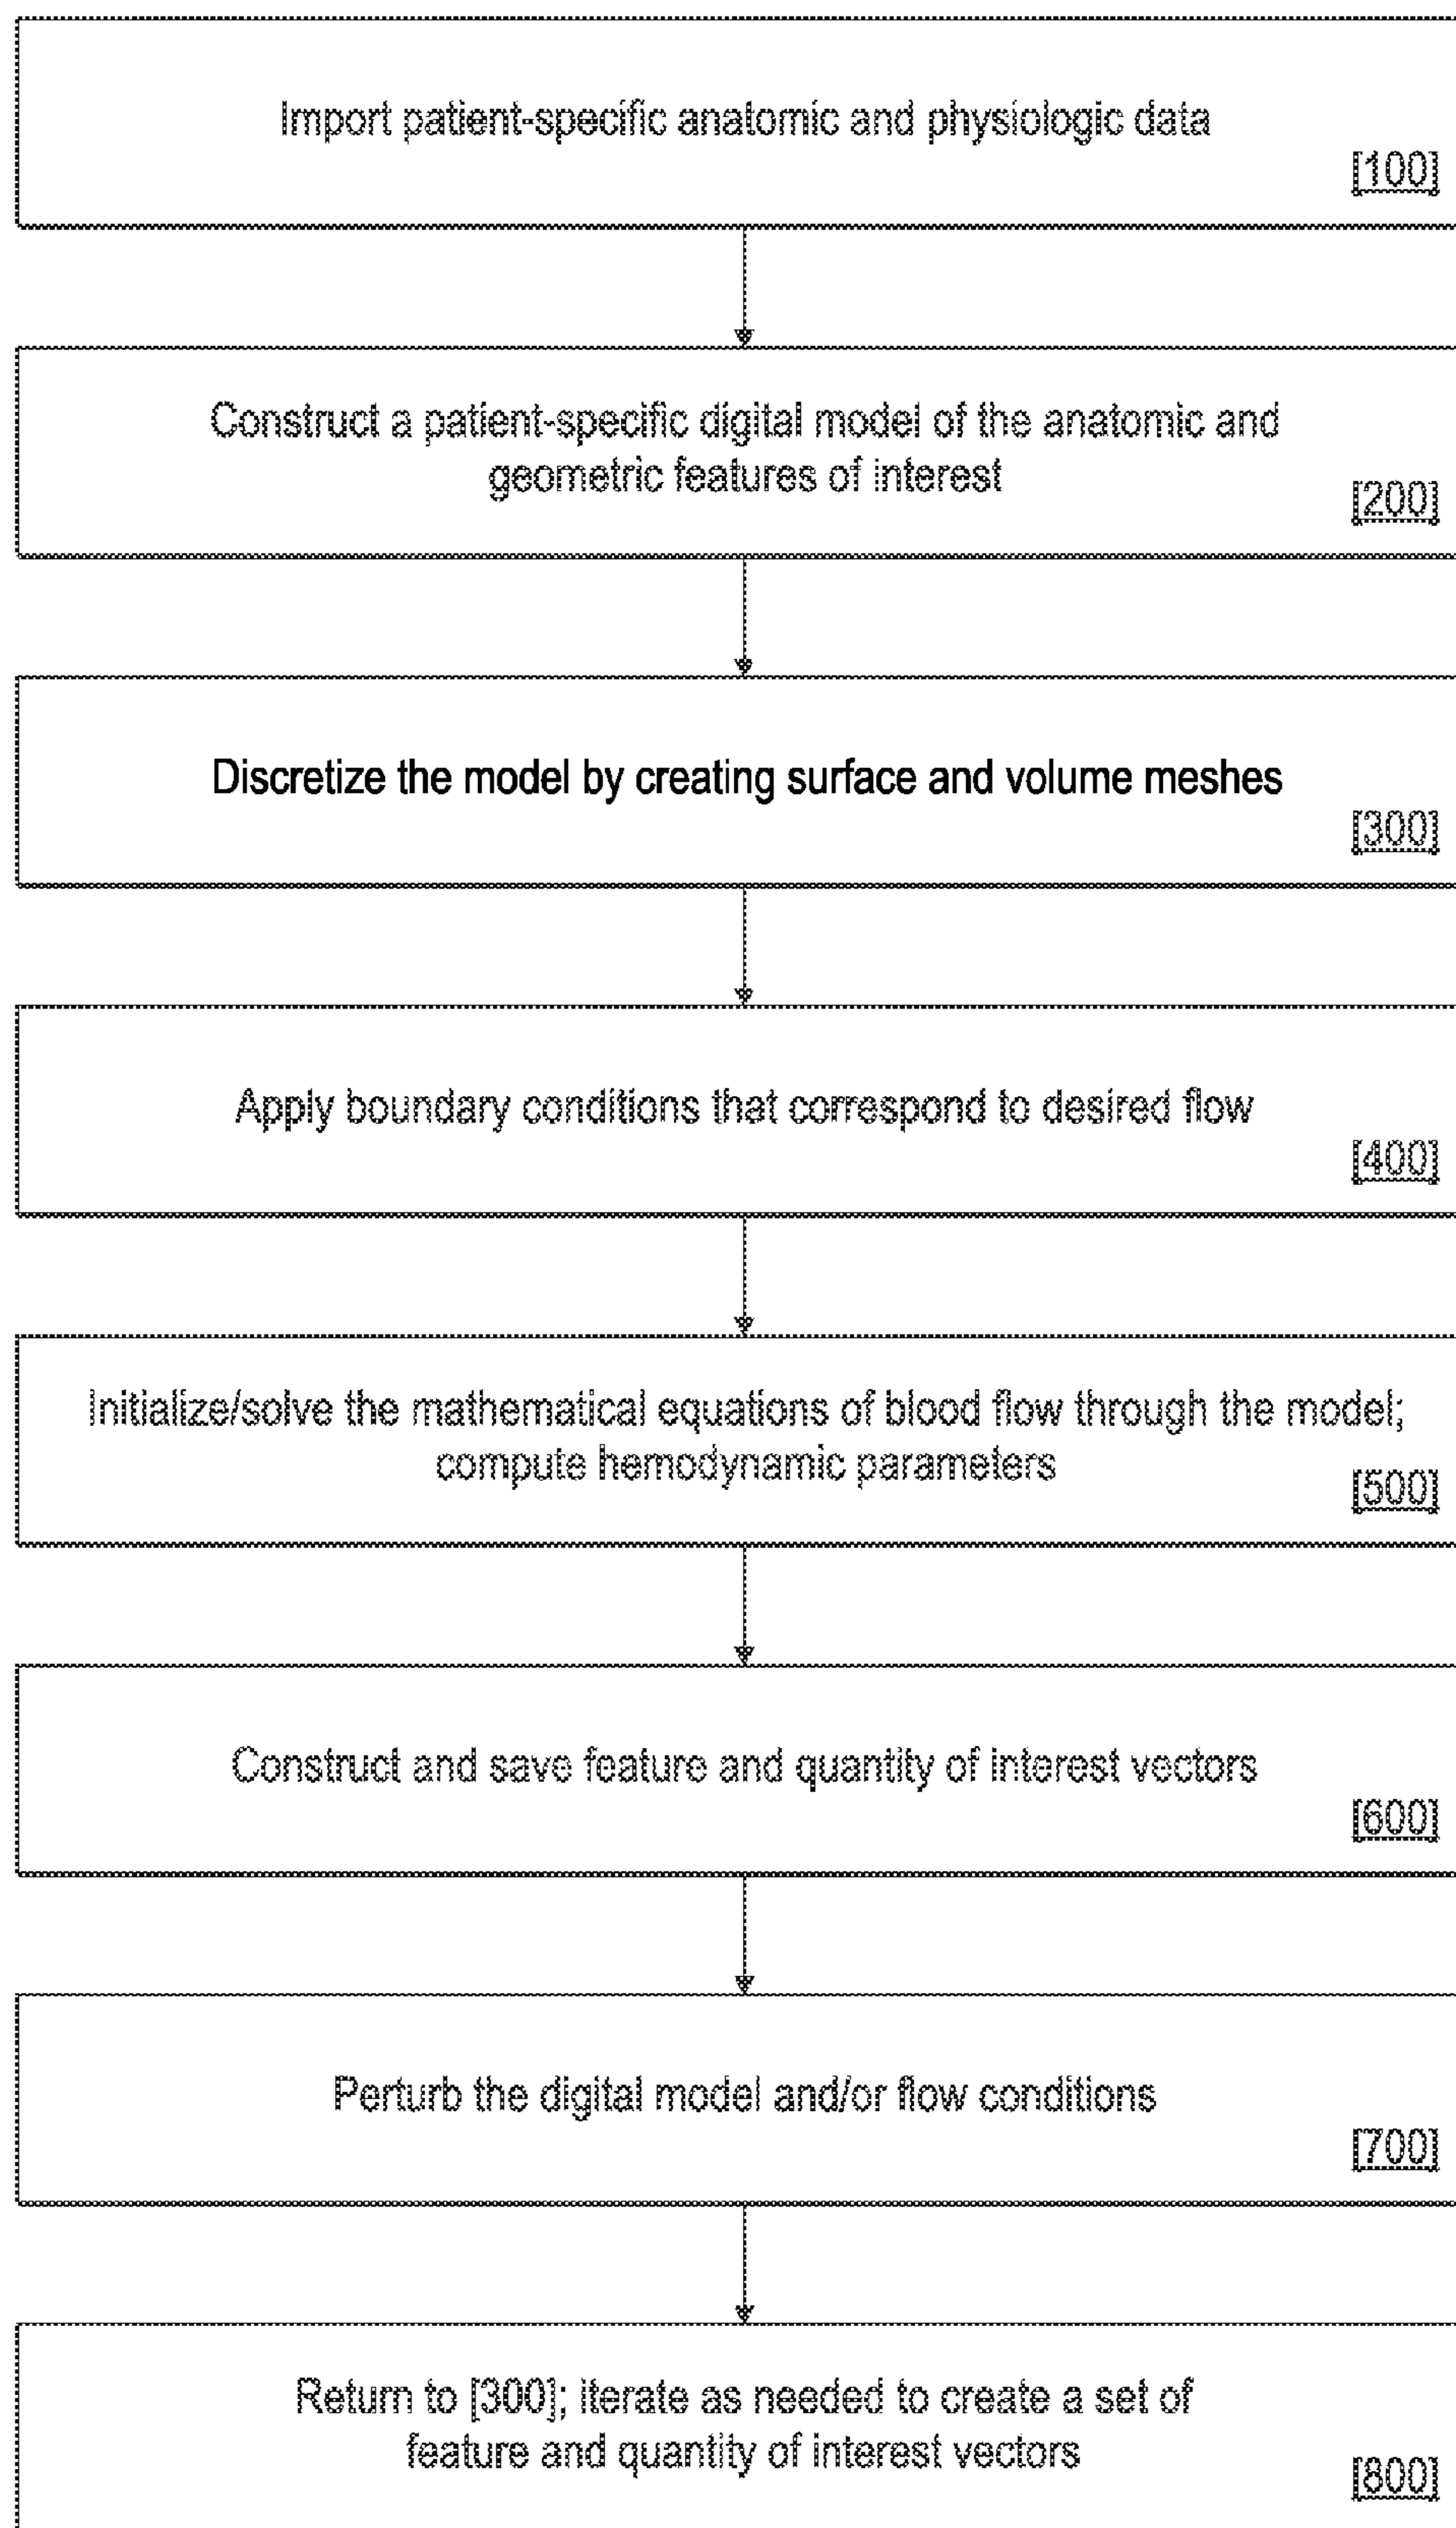 Import patient-specific anatomic and physiologic data
[100]
Construct a patient-specific digital model of the anatomic and
geometric features of interest
[200]
Discretize the model by creating surface and volume meshes
[300]
Apply boundary conditions that correspond to desired flow
[400]
Initialize/solve the mathematical equations of blood flow through the model;
compute hemodynamic parameters
[500]
Construct and save feature and quantity of interest vectors
[600]
Perturb the digital model and/or flow conditions
[700]
Return to [300]; iterate as needed to create a set of
feature and quantity of interest vectors
[800]